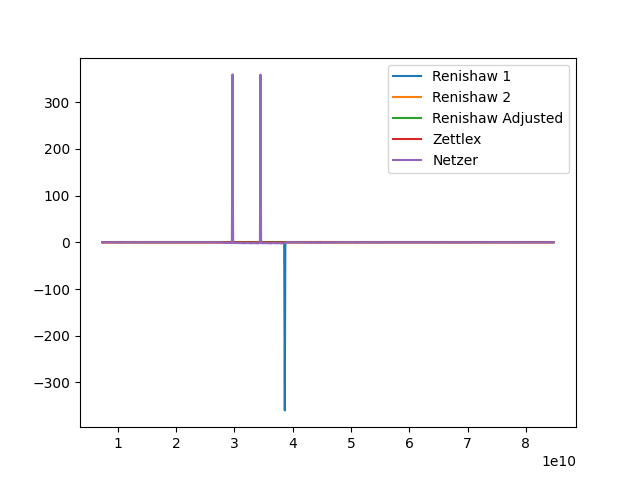 Renishaw 1
Renishaw 2
Renishaw Adjusted
Zettlex
Netzer
300
200
100
0
−100
−200
−300
1 2 3 4 5 6 7 8
1e10